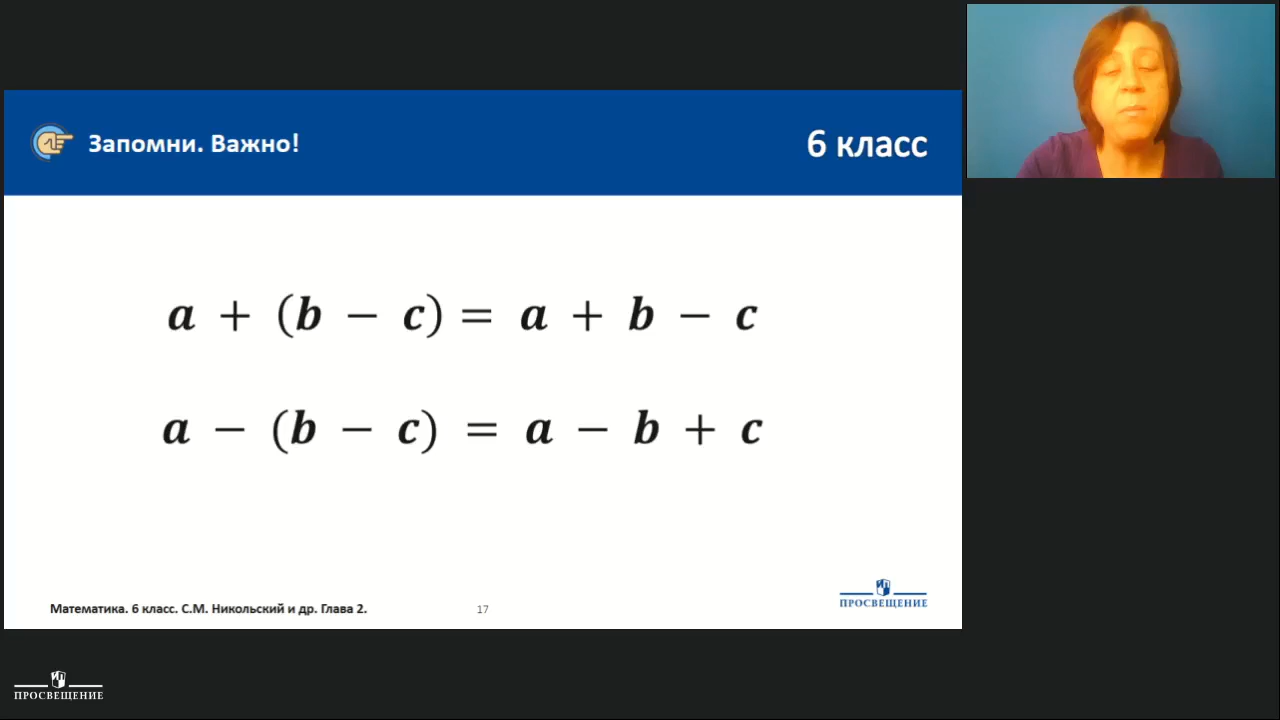 Запомни. Важно!
6 класс
a + (b − c) = a + b − c
a − (b − c) = a − b + c
Математика. 6 класс. С.М. Никольский и др. Глава 2.
17
ПРОСВЕЩЕНИЕ
ПРОСВЕЩЕНИЕ